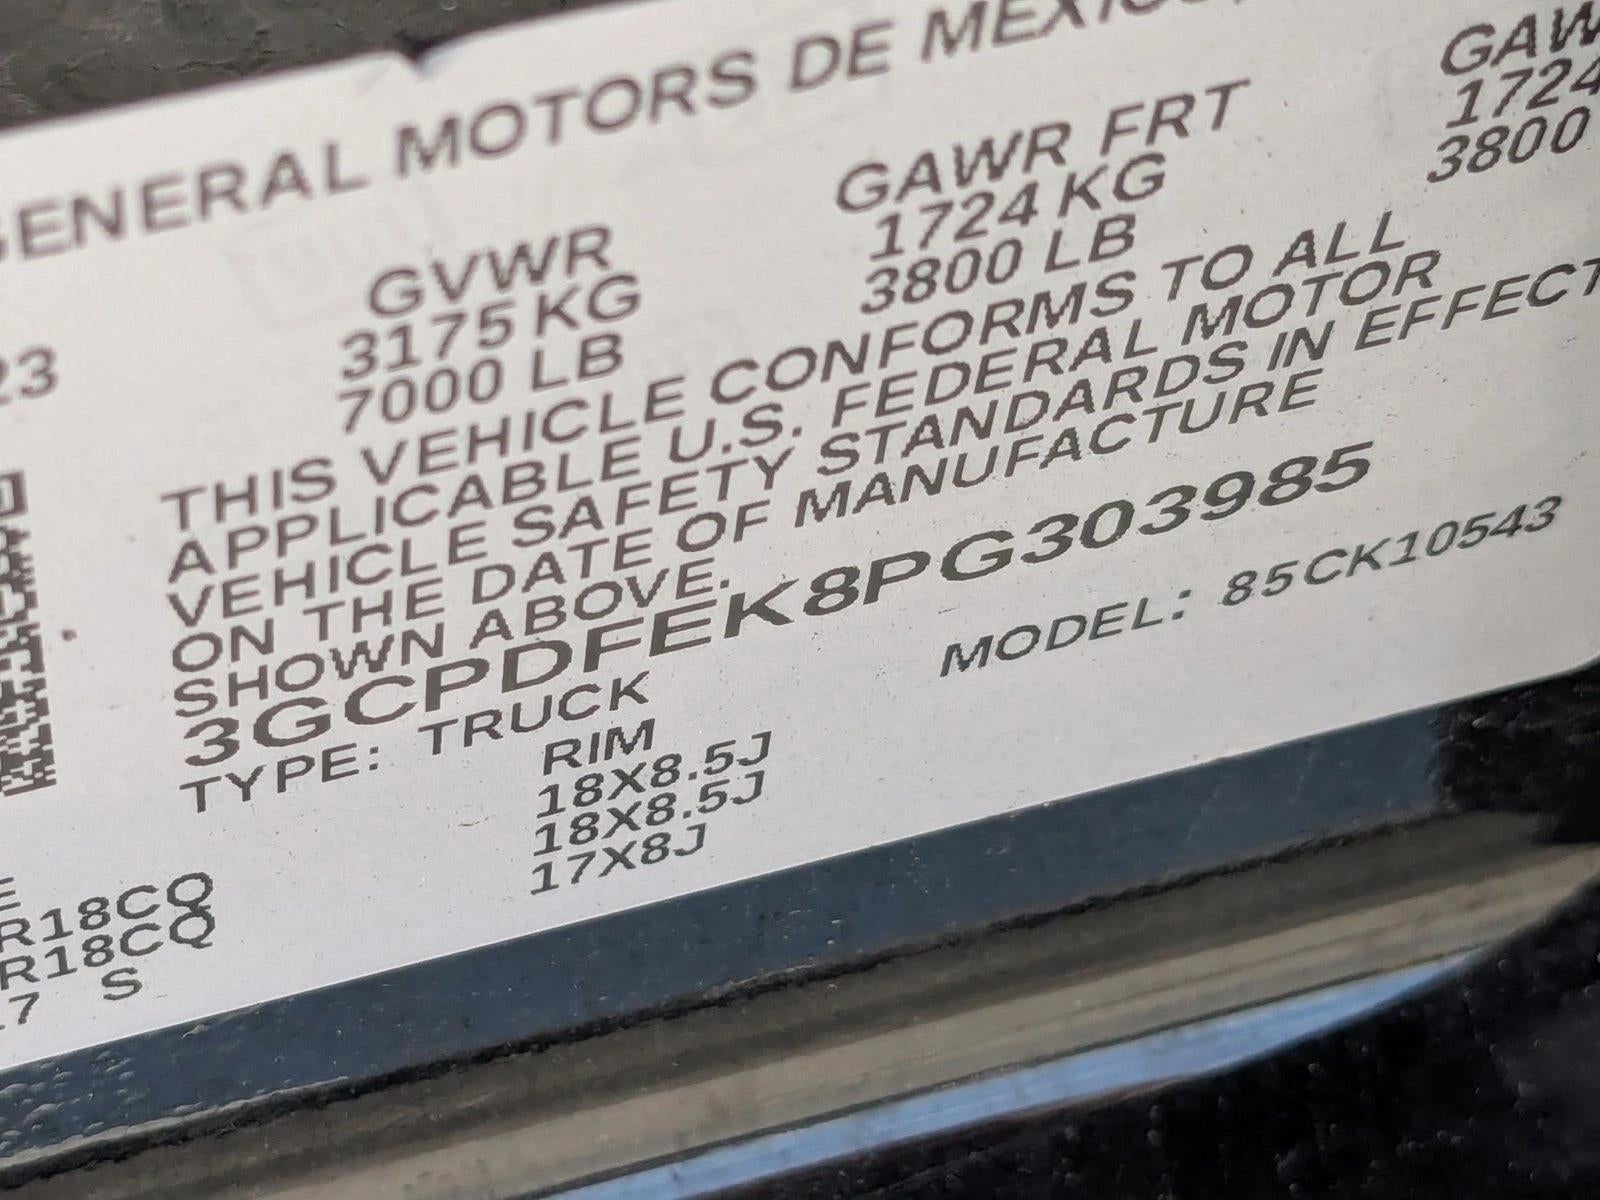 GENERAL MOTORS DE MEXICO,
23
GVWR
3175 KG
7000 LB
GAWR FRT
1724 KG
3800 LB
GAW
1724
3800
THIS VEHICLE CONFORMS TO ALL
APPLICABLE U.S. FEDERAL MOTOR
VEHICLE SAFETY STANDARDS IN EFFECT
ON THE DATE OF MANUFACTURE
SHOWN ABOVE.
3GCPDFEK8PG303985
TYPE: TRUCK
MODEL: 85CK10543
RIM
18X8.5J
18X8.5J
17X8J
E
R18CQ
R18CQ
17 S